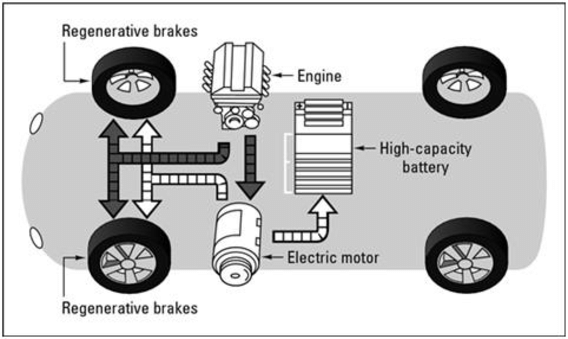 Regenerative brakes
Engine
High-capacity
battery
Electric motor
Regenerative brakes